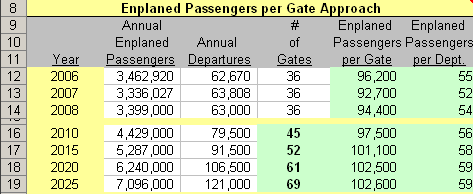 8 Enplaned Passengers per Gate Approach
9 Annual # Enplaned Enplaned
10 Enplaned Annual of Passengers Passengers
11 Year Passengers Departures Gates per Gate per Dept.
12 2006 3,462,920 62,670 36 96,200 55
13 2007 3,336,027 63,808 36 92,700 52
14 2008 3,399,000 63,000 36 94,400 54
16 2010 4,429,000 79,500 45 97,500 56
17 2015 5,287,000 91,500 52 101,100 58
18 2020 6,240,000 106,500 61 102,500 59
19 2025 7,096,000 121,000 69 102,600 59